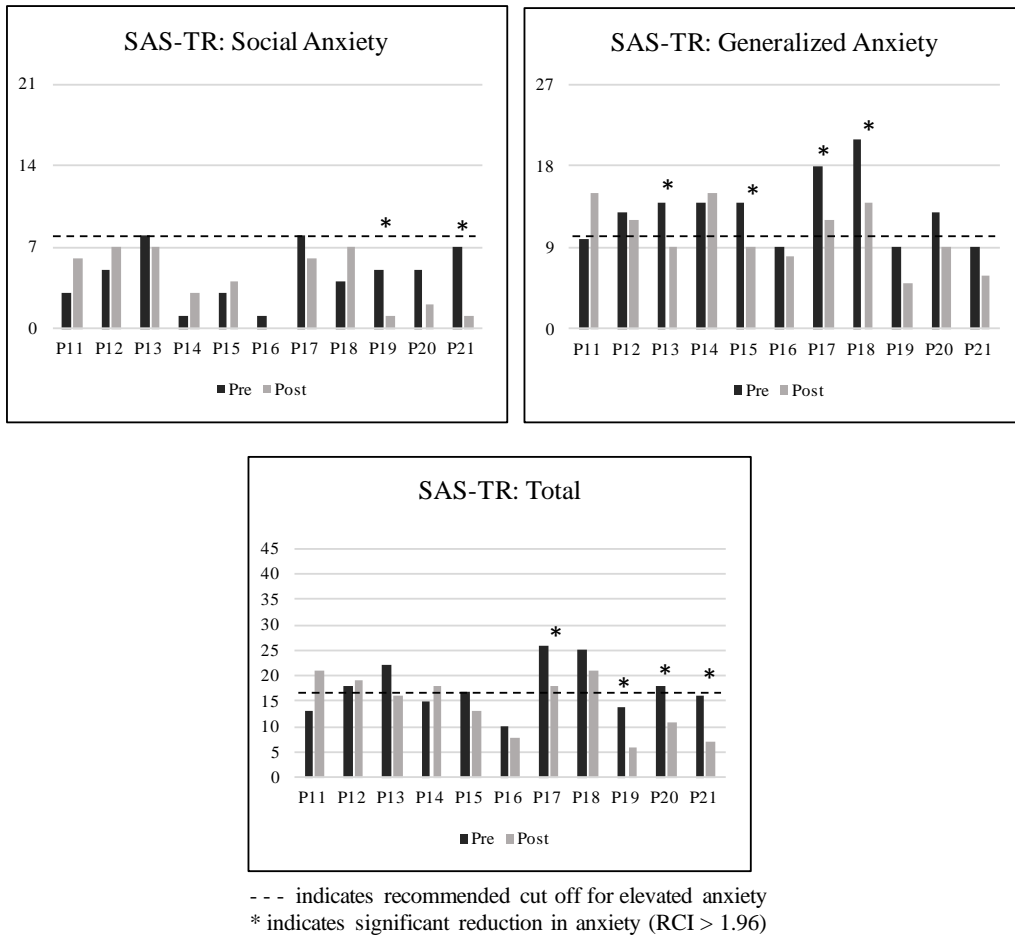 SAS-TR: Social Anxiety
21
14
7
0
* *
P11 P12 P13 P14 P15 P16 P17 P18 P19 P20 P21
Pre Post
SAS-TR: Generalized Anxiety
27
18
9
0
* * * *
P11 P12 P13 P14 P15 P16 P17 P18 P19 P20 P21
Pre Post
SAS-TR: Total
45
40
35
30
25
20
15
10
5
0
* * * *
P11 P12 P13 P14 P15 P16 P17 P18 P19 P20 P21
Pre Post
- - - indicates recommended cut off for elevated anxiety
* indicates significant reduction in anxiety (RCI > 1.96)